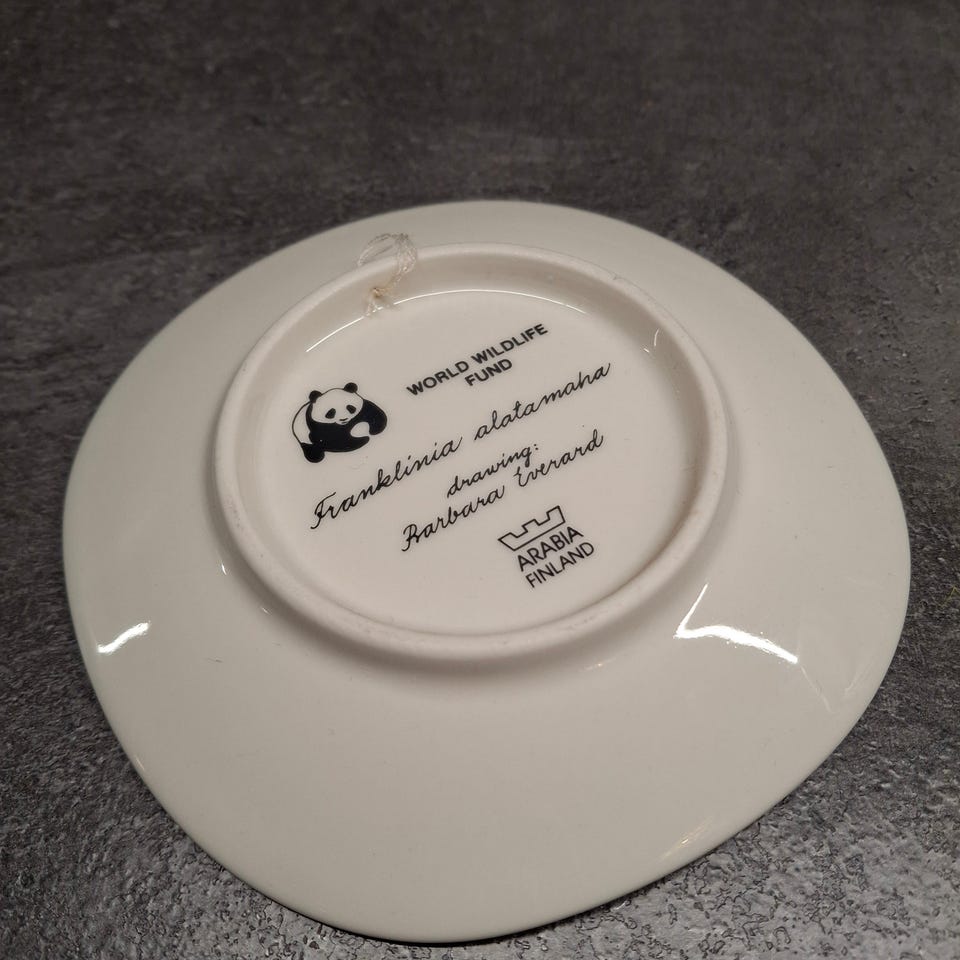 WORLD WILDLIFE
FUND
Franklinia alatamaha
drawing:
Barbara Everard
ARABIA
FINLAND